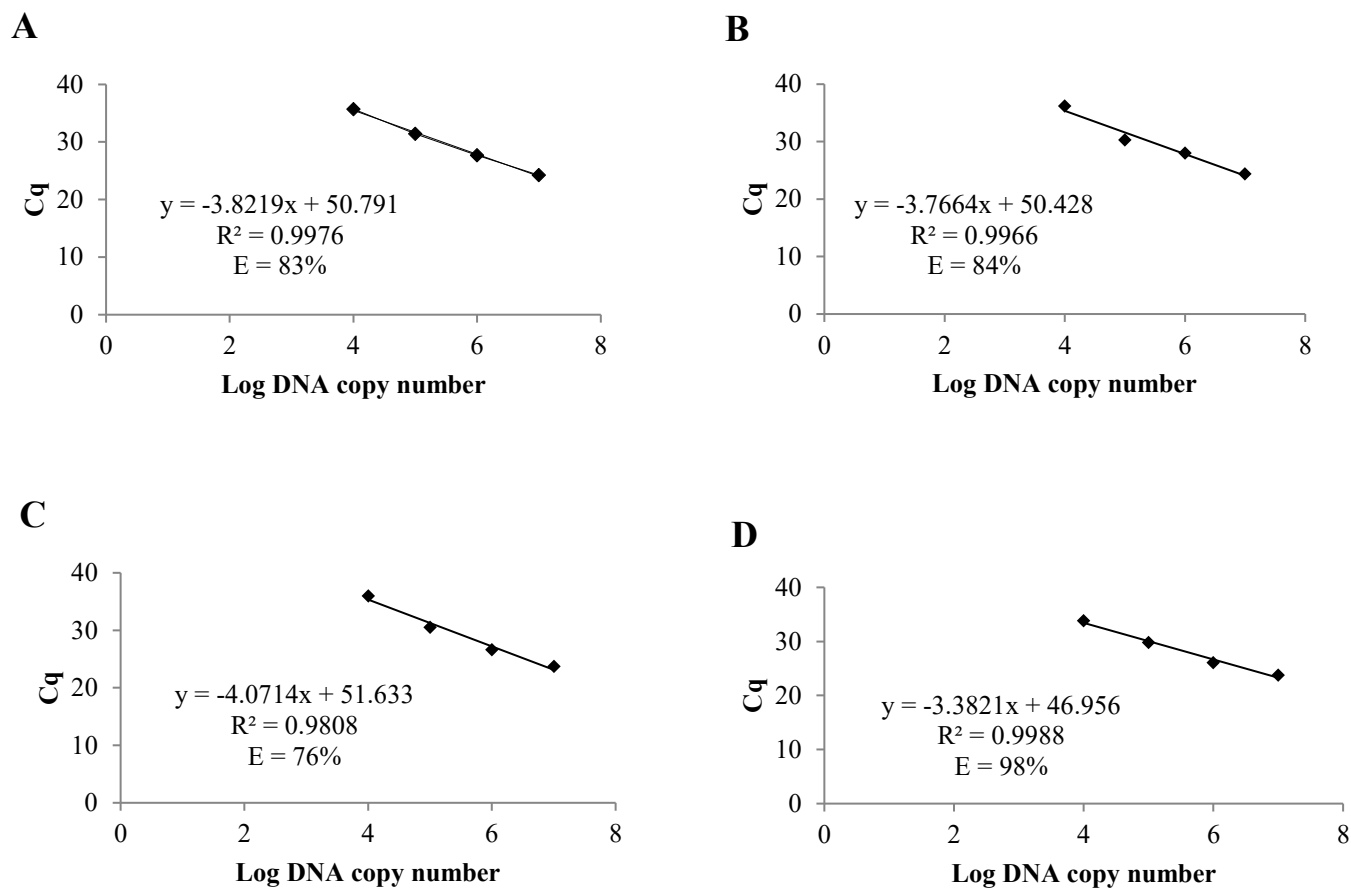 A
40
30
20
10
0
Cq
y = -3.8219x + 50.791
R² = 0.9976
E = 83%
0 2 4 6 8
Log DNA copy number
B
40
30
20
10
0
Cq
y = -3.7664x + 50.428
R² = 0.9966
E = 84%
0 2 4 6 8
Log DNA copy number
C
40
30
20
10
0
Cq
y = -4.0714x + 51.633
R² = 0.9808
E = 76%
0 2 4 6 8
Log DNA copy number
D
40
30
20
10
0
Cq
y = -3.3821x + 46.956
R² = 0.9988
E = 98%
0 2 4 6 8
Log DNA copy number